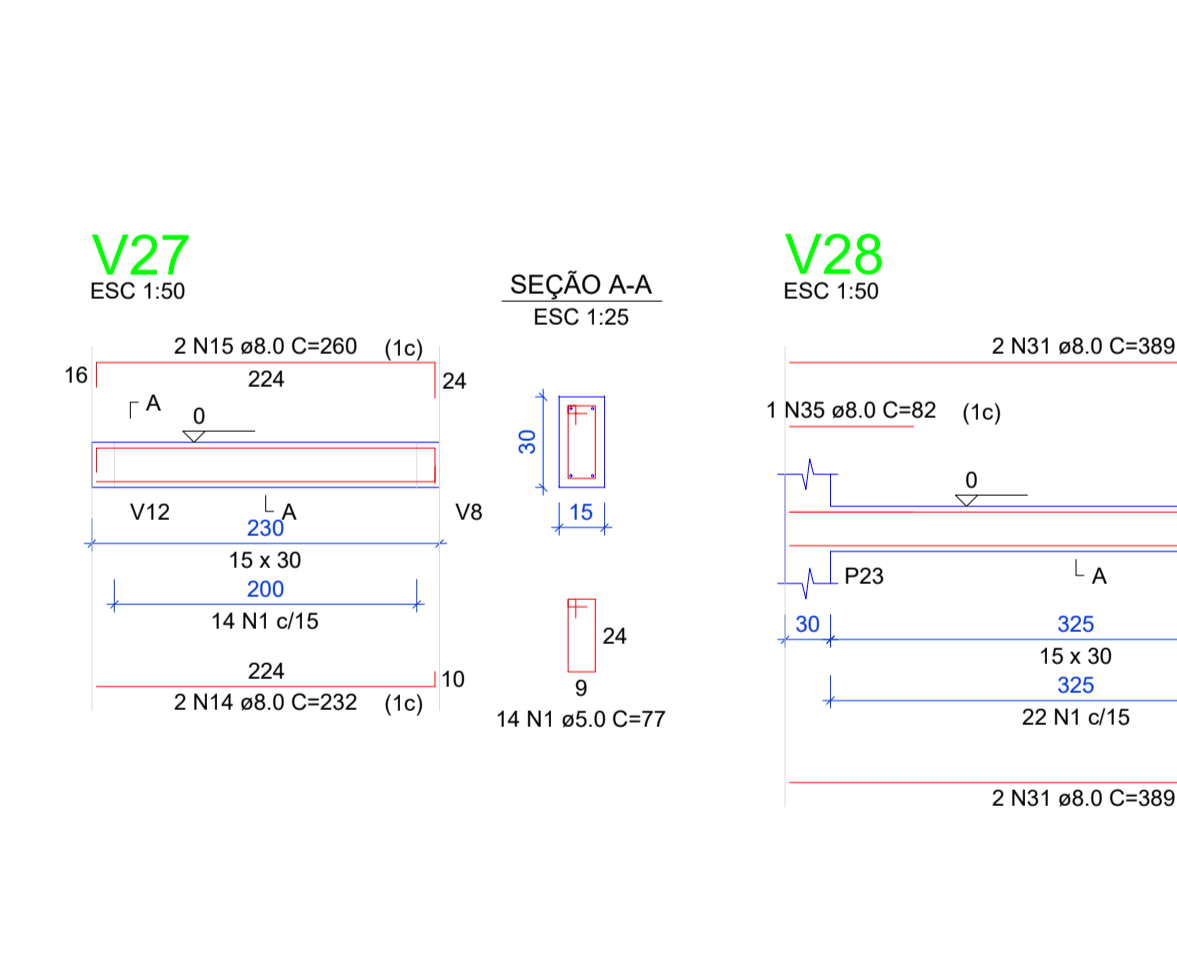 V27
ESC 1:50
2 N15 ø8.0 C=260 (1c)
16
224
24
A
0
V12
A
V8
230
15 x 30
200
14 N1 c/15
224
10
2 N14 ø8.0 C=232 (1c)
SEÇÃO A-A
ESC 1:25
30
15
24
9
14 N1 ø5.0 C=77
V28
ESC 1:50
2 N31 ø8.0 C=389
1 N35 ø8.0 C=82 (1c)
0
P23
A
30
325
15 x 30
325
22 N1 c/15
2 N31 ø8.0 C=389